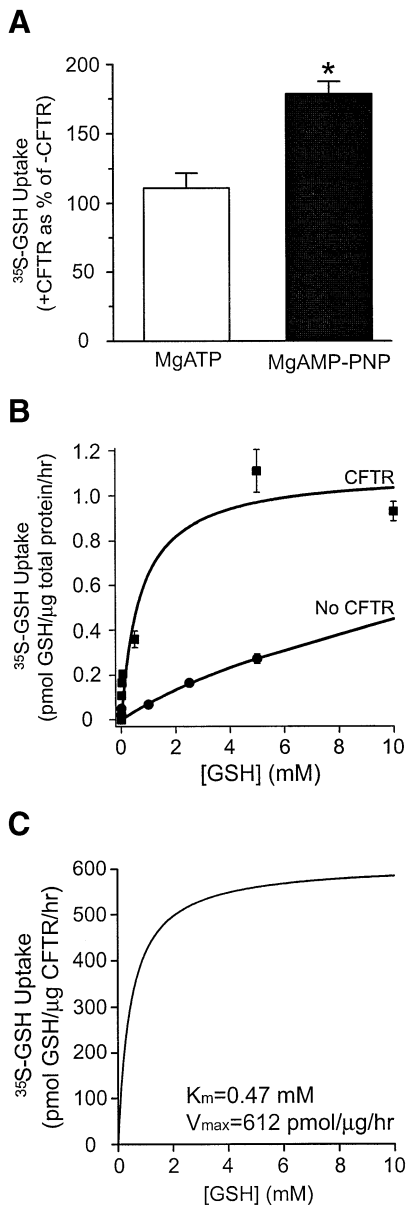 A
³⁵S-GSH Uptake
(+CFTR as % of -CFTR)
200
150
100
50
0
*
MgATP
MgAMP-PNP
B
³⁵S-GSH Uptake
(pmol GSH/µg total protein/hr)
1.2
1.0
0.8
0.6
0.4
0.2
0
CFTR
No CFTR
0
2
4
6
8
10
[GSH] (mM)
C
³⁵S-GSH Uptake
(pmol GSH/µg CFTR/hr)
600
500
400
300
200
100
0
Km=0.47 mM
Vmax=612 pmol/µg/hr
0
2
4
6
8
10
[GSH] (mM)